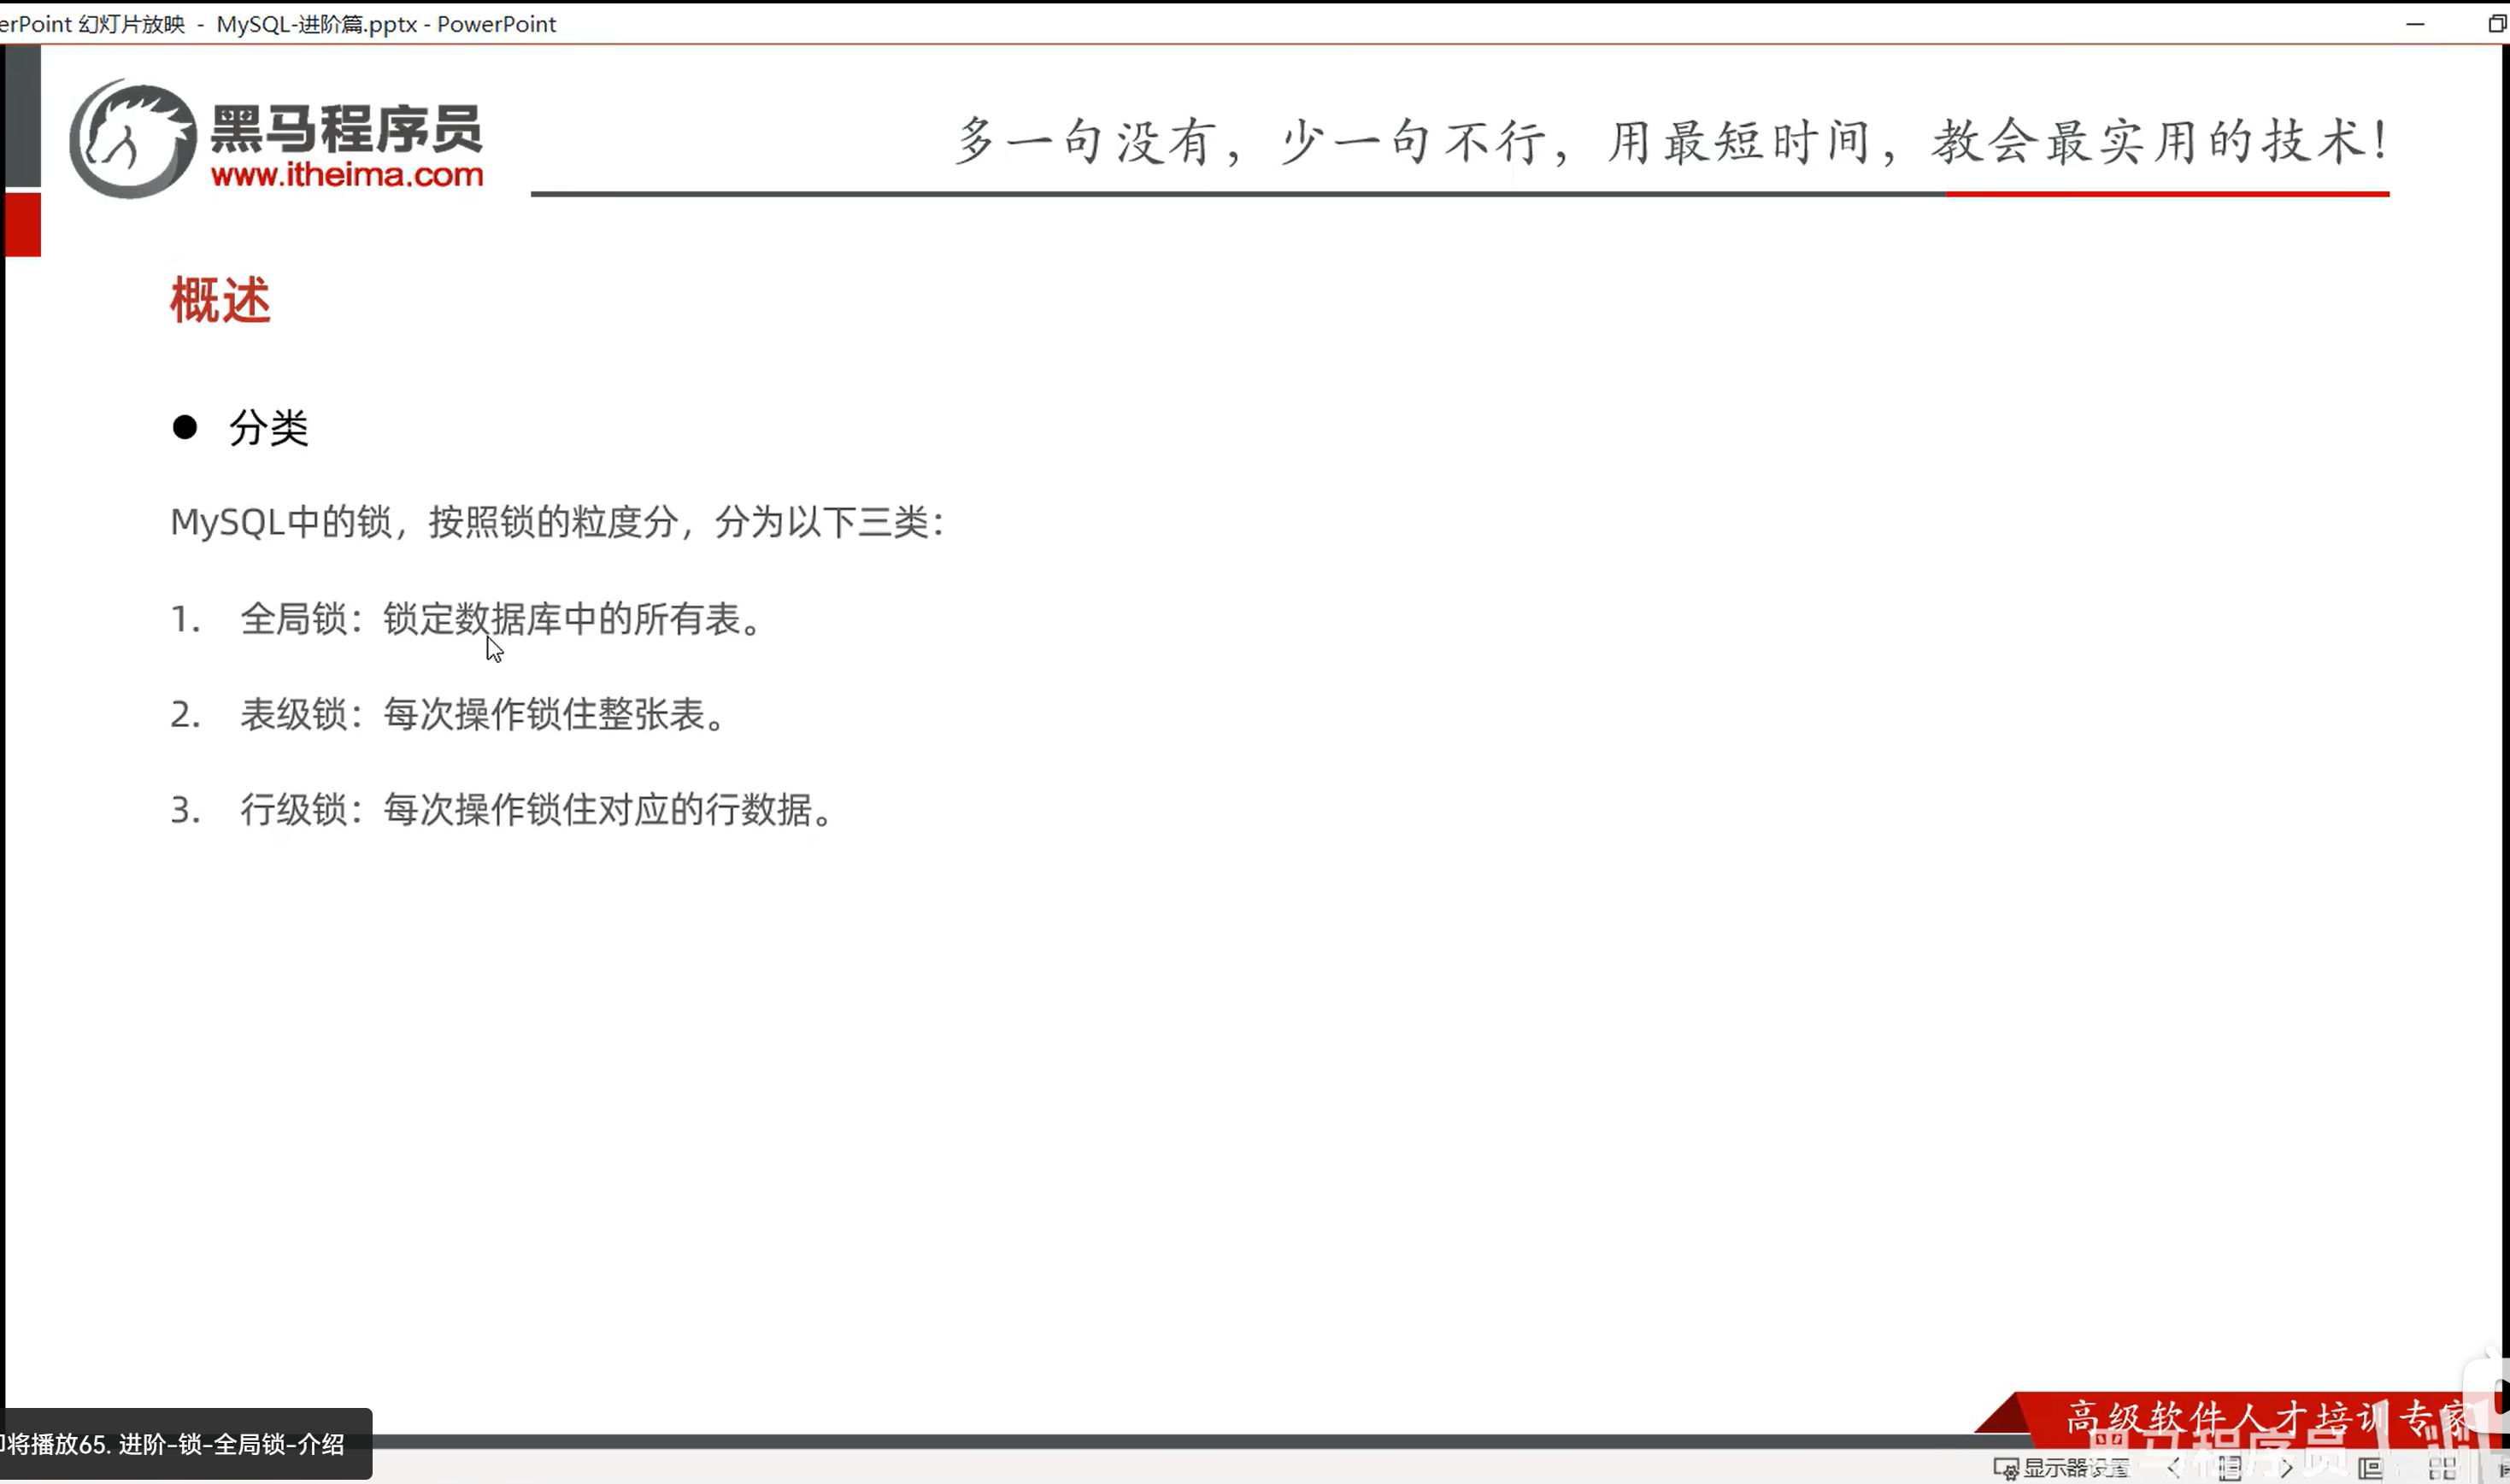 erPoint 幻灯片放映 - MySQL-进阶篇.pptx - PowerPoint
黑马程序员
www.itheima.com
多一句没有，少一句不行，用最短时间，教会最实用的技术！
概述
● 分类
MySQL中的锁，按照锁的粒度分，分为以下三类：
1. 全局锁：锁定数据库中的所有表。
2. 表级锁：每次操作锁住整张表。
3. 行级锁：每次操作锁住对应的行数据。
高级软件人才培训专家
将播放65. 进阶-锁-全局锁-介绍
黑马程序员
显示器设置